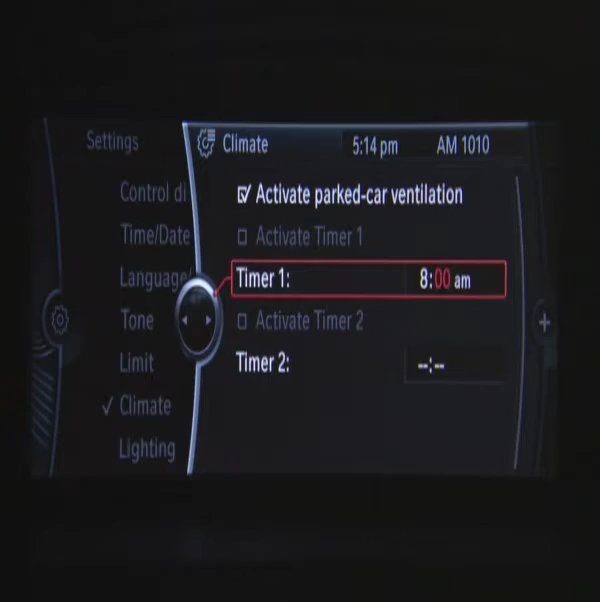 Settings
Climate 5:14 pm AM 1010
Control di
Time/Date
Language/
Tone
Limit
Climate
Lighting
Activate parked-car ventilation
Activate Timer 1
Timer 1: 8:00 am
Activate Timer 2
Timer 2: --:--